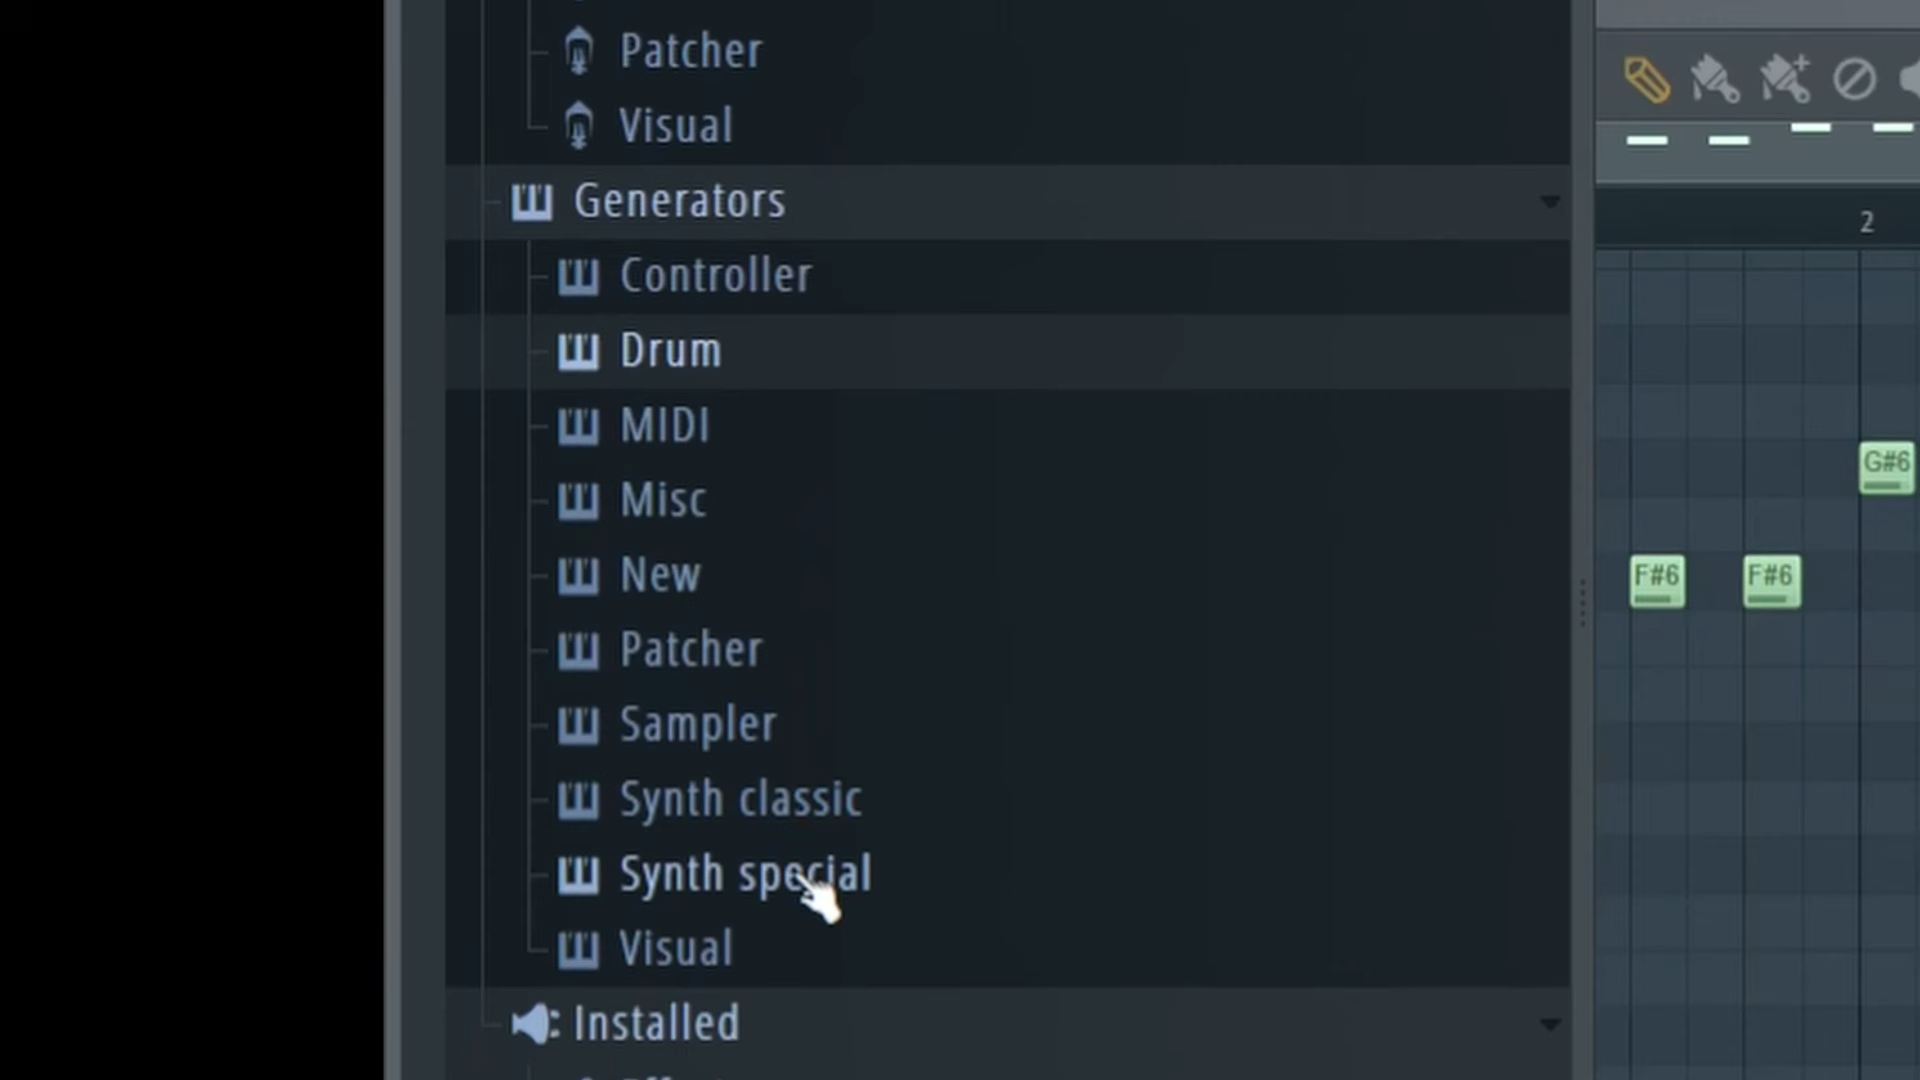 Patcher
Visual
Generators
Controller
Drum
MIDI
Misc
New
Patcher
Sampler
Synth classic
Synth special
Visual
Installed
2
G#6
F#6 F#6